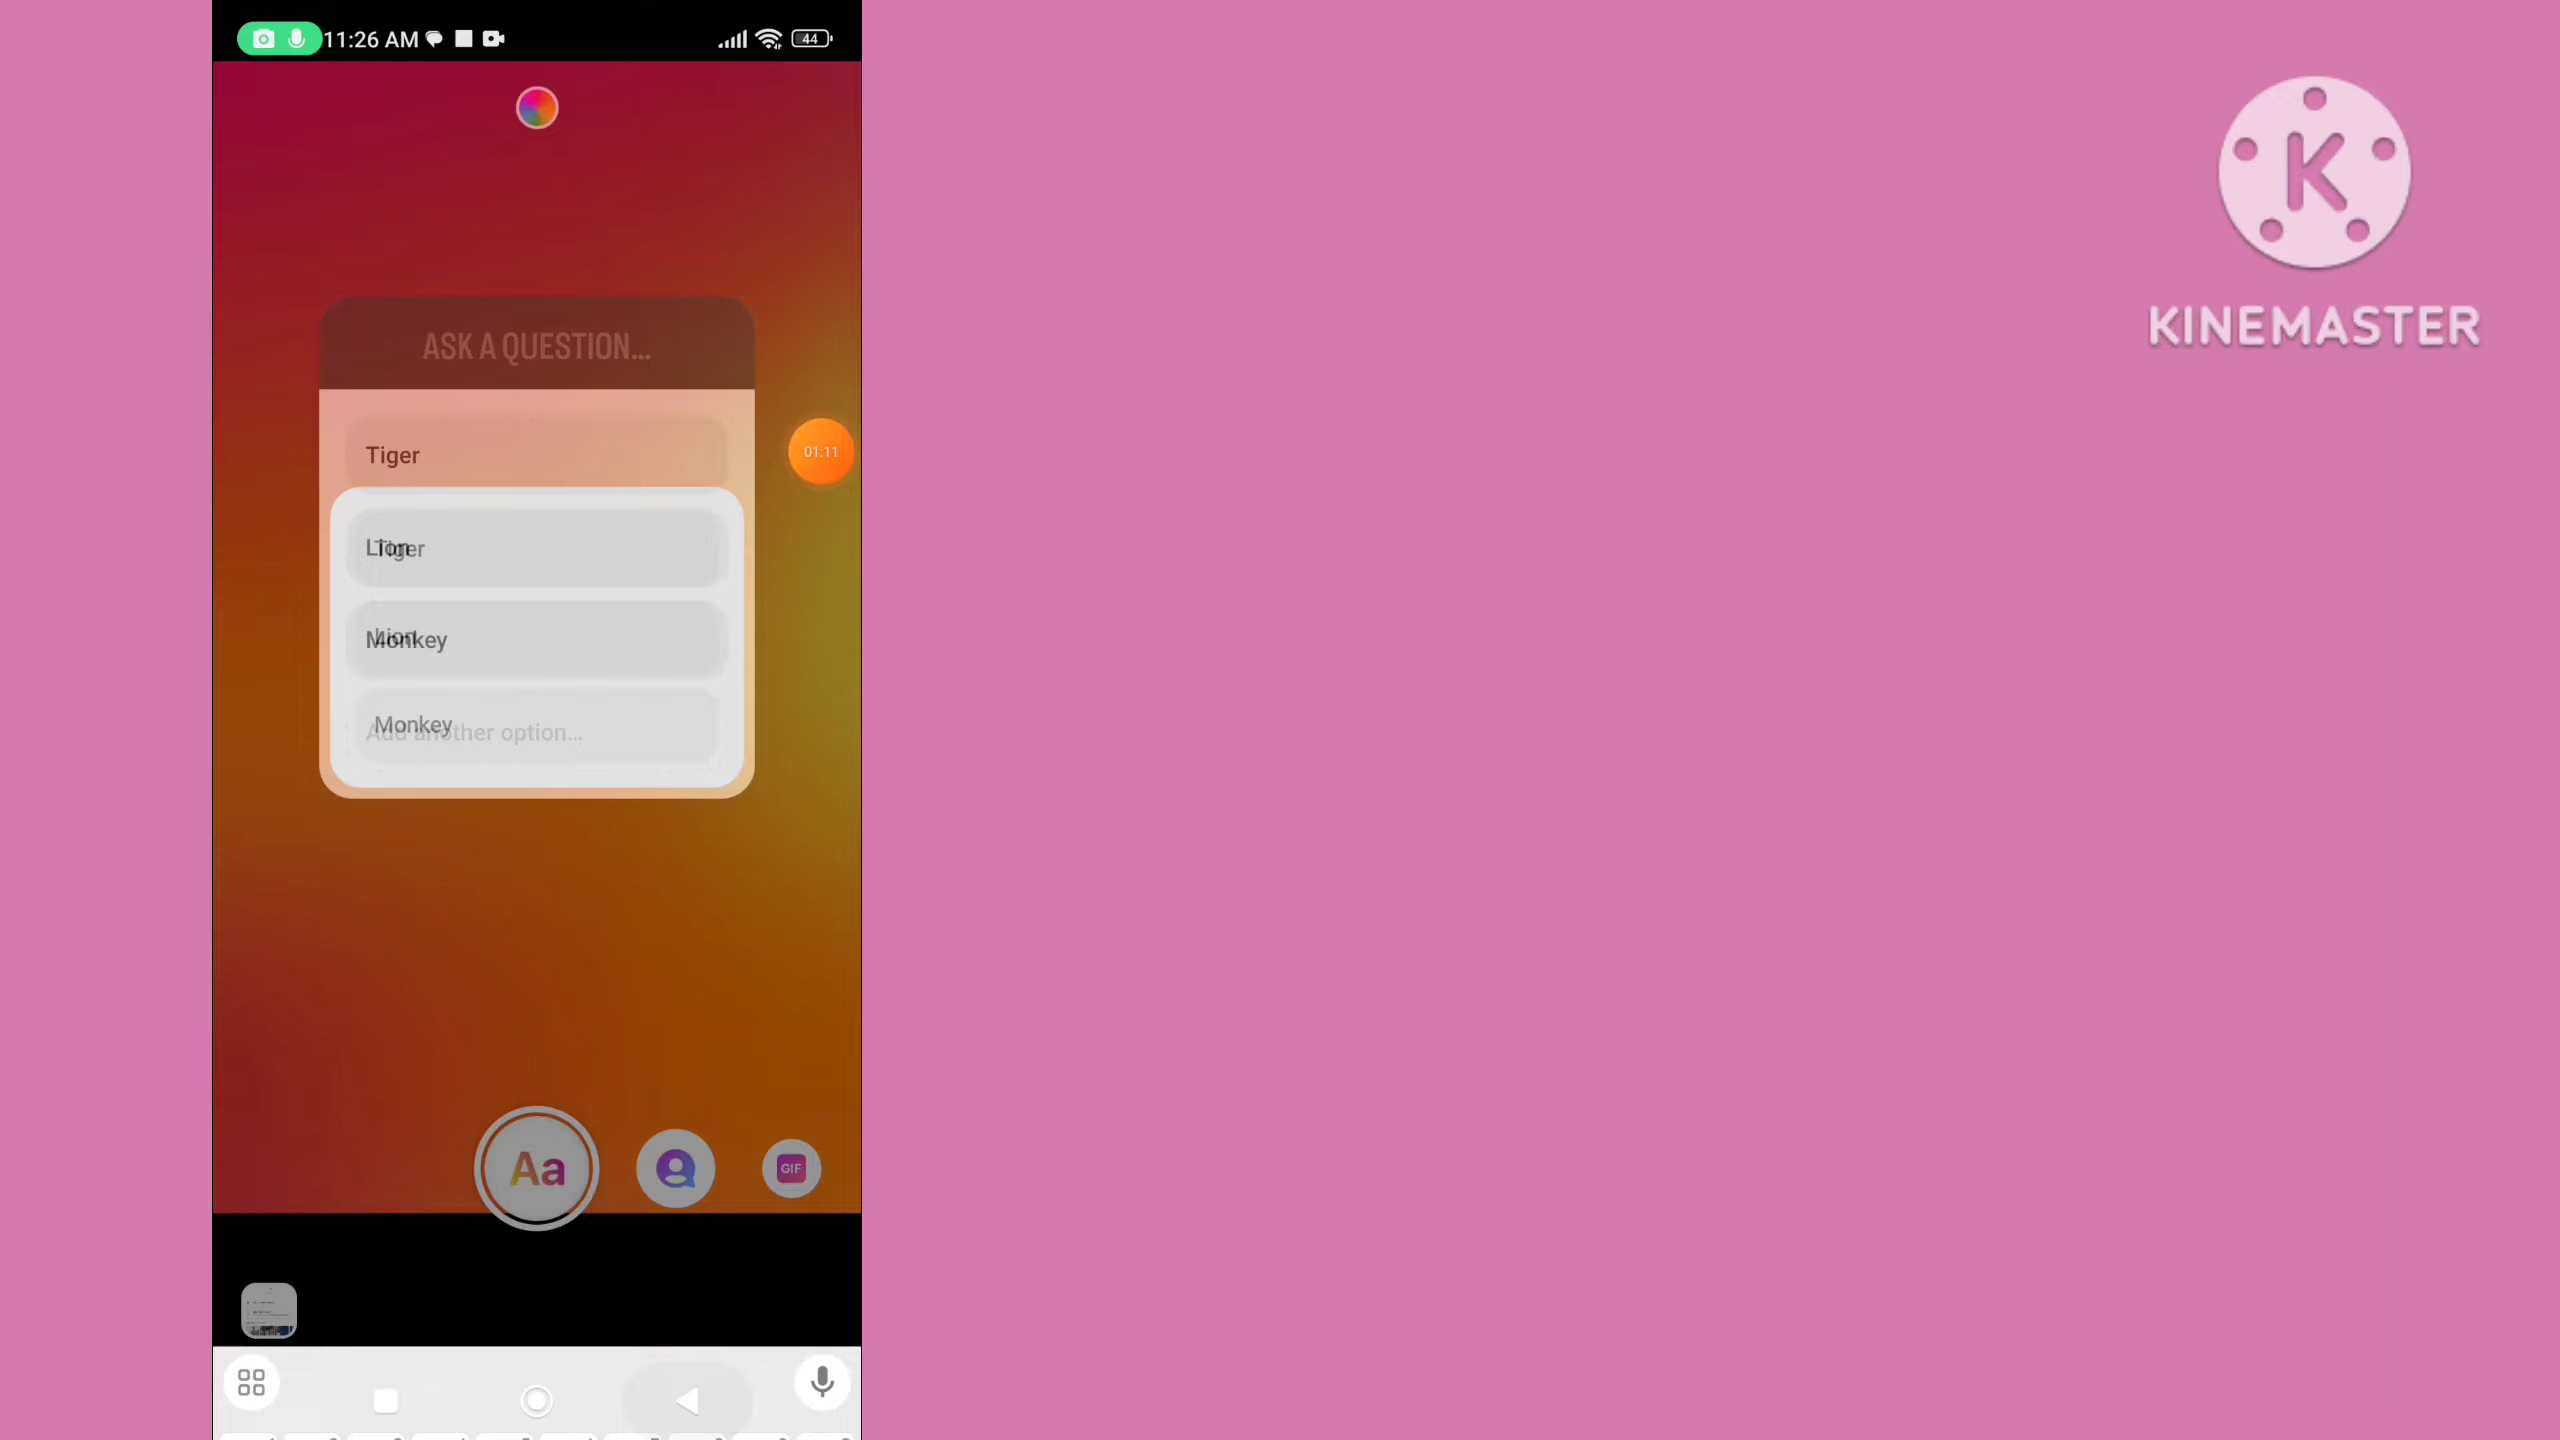 11:26 AM
44
K
KINEMASTER
ASK A QUESTION...
Tiger
01:11
Lion
Tiger
Monkey
Lion
Monkey
Add another option...
Aa
GIF